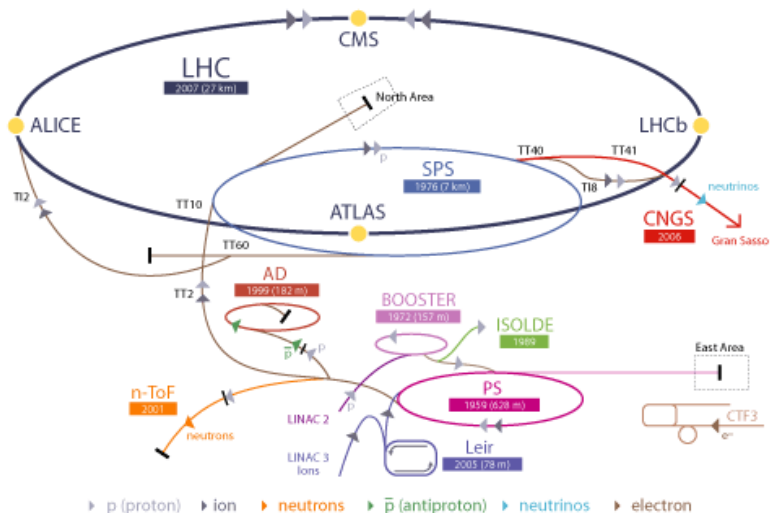 CMS
LHC
2007 (27 km)
North Area
ALICE
LHCb
p
SPS
1976 (7 km)
TT40
TT41
TI8
TI2
TT10
ATLAS
neutrinos
CNGS
2006
Gran Sasso
TT60
AD
1999 (182 m)
TT2
BOOSTER
1972 (157 m)
ISOLDE
1989
p̅
p
East Area
n-ToF
2001
neutrons
LINAC 2
p
PS
1959 (628 m)
CTF3
e-
LINAC 3
Ions
Leir
2005 (78 m)
p (proton)
ion
neutrons
p̅ (antiproton)
neutrinos
electron